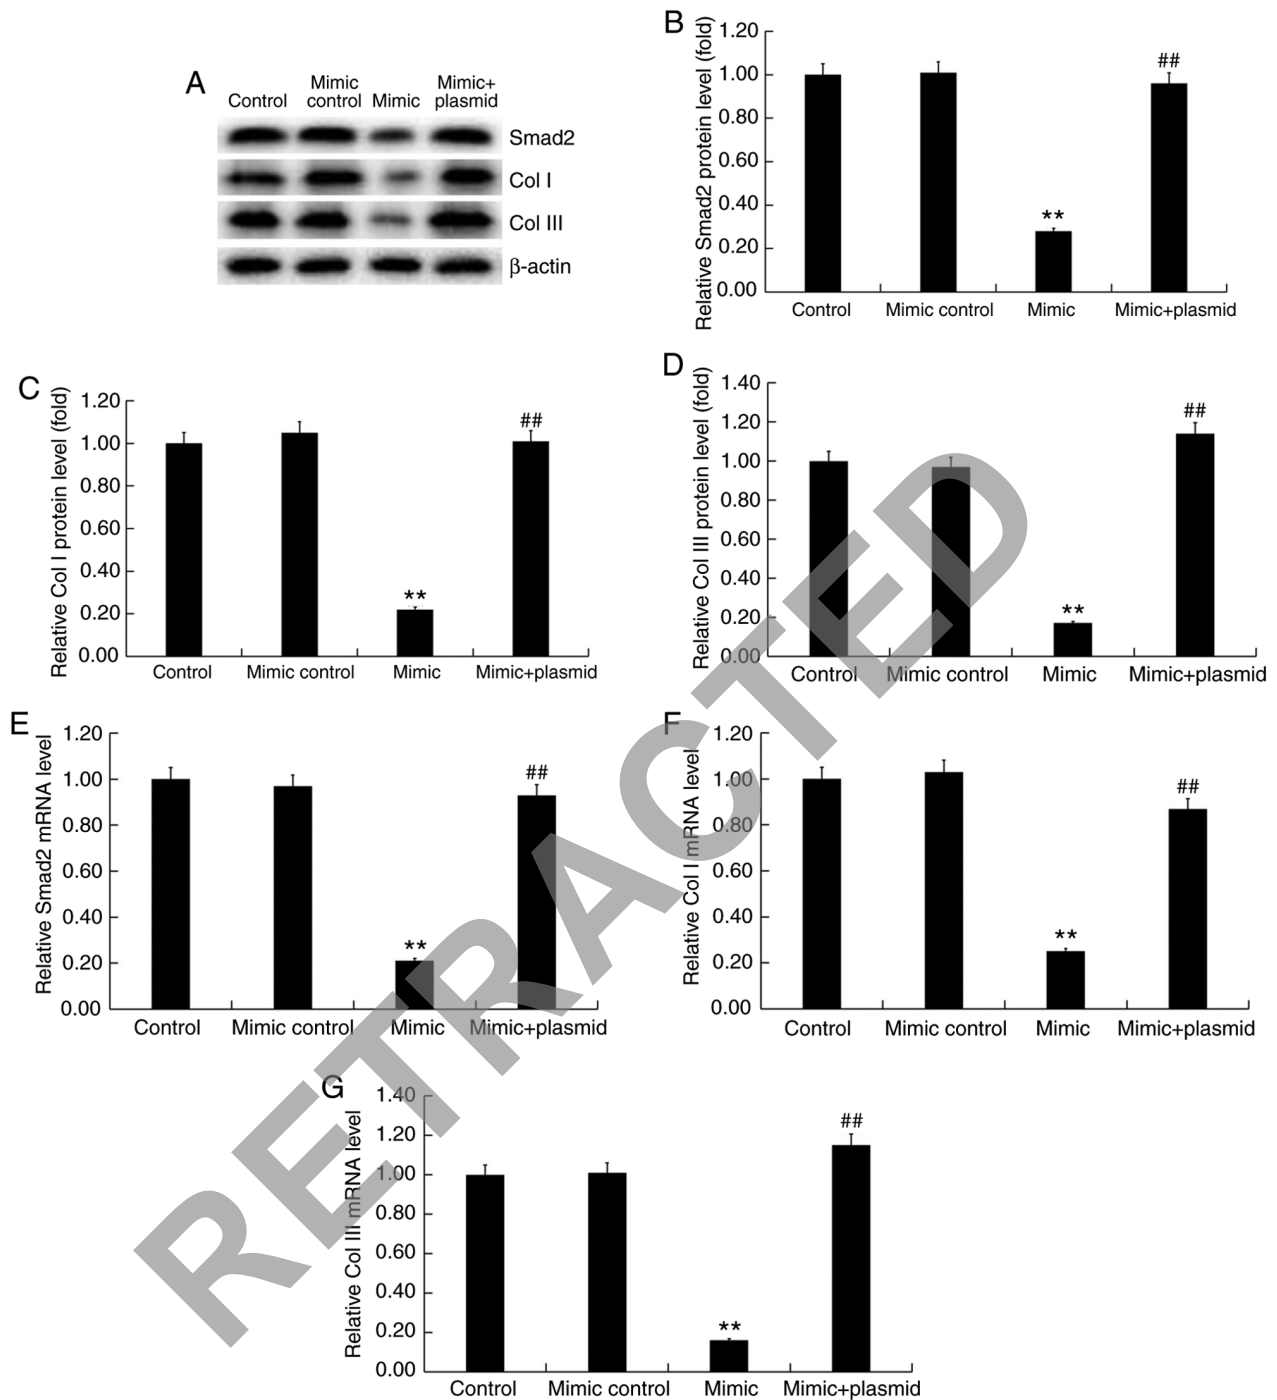 A
Control
Mimic control
Mimic
Mimic+ plasmid
Smad2
Col I
Col III
β-actin
B
Relative Smad2 protein level (fold)
1.20
1.00
0.80
0.60
0.40
0.20
0.00
**
##
Control
Mimic control
Mimic
Mimic+plasmid
C
Relative Col I protein level (fold)
1.20
1.00
0.80
0.60
0.40
0.20
0.00
**
##
Control
Mimic control
Mimic
Mimic+plasmid
D
Relative Col III protein level (fold)
1.40
1.20
1.00
0.80
0.60
0.40
0.20
0.00
**
##
Control
Mimic control
Mimic
Mimic+plasmid
E
Relative Smad2 mRNA level
1.20
1.00
0.80
0.60
0.40
0.20
0.00
**
##
Control
Mimic control
Mimic
Mimic+plasmid
F
Relative Col I mRNA level
1.20
1.00
0.80
0.60
0.40
0.20
0.00
**
##
Control
Mimic control
Mimic
Mimic+plasmid
G
Relative Col III mRNA level
1.40
1.20
1.00
0.80
0.60
0.40
0.20
0.00
**
##
Control
Mimic control
Mimic
Mimic+plasmid
RETRACTED